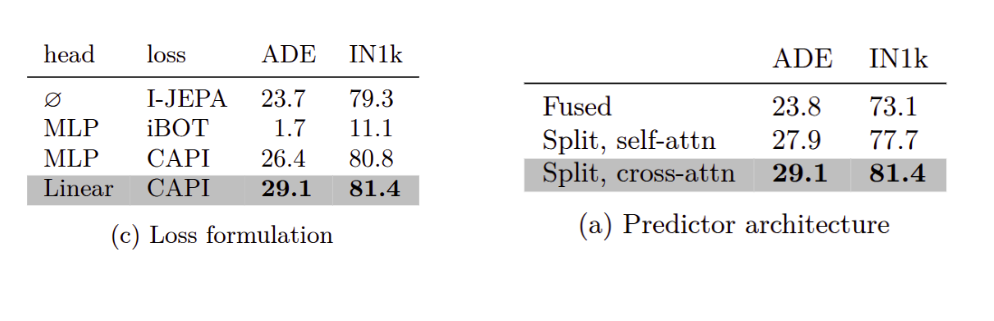 head loss ADE IN1k
∅ I-JEPA 23.7 79.3
MLP iBOT 1.7 11.1
MLP CAPI 26.4 80.8
Linear CAPI 29.1 81.4
(c) Loss formulation
ADE IN1k
Fused 23.8 73.1
Split, self-attn 27.9 77.7
Split, cross-attn 29.1 81.4
(a) Predictor architecture